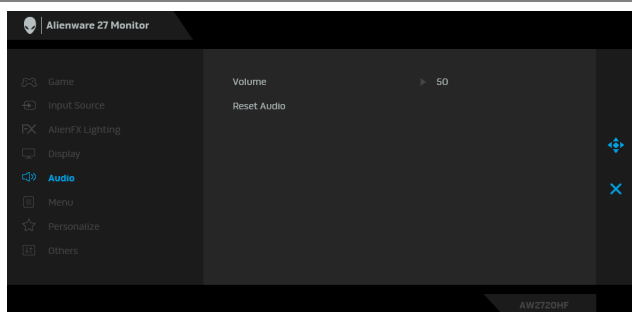 Alienware 27 Monitor
Game
Input Source
AlienFX Lighting
Display
Audio
Menu
Personalize
Others
Volume 50
Reset Audio
AW2720HF